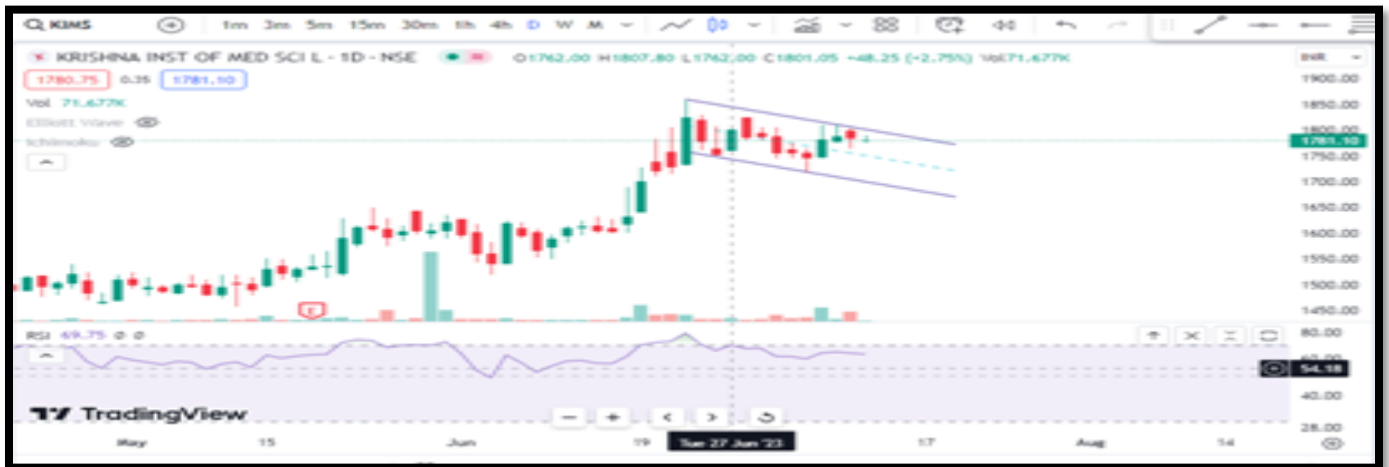 KIMS 1m 3m 5m 15m 30m 1h 4h D W M
KRISHNA INST OF MED SCI L - 1D - NSE O1762.00 H1807.80 L1762.00 C1801.05 +48.25 (+2.75%) Vol71.677K INR
1780.75 0.35 1781.10
Vol 71.677K
Elliott Wave
Ichimoku
1900.00
1850.00
1800.00
1781.10
1750.00
1700.00
1650.00
1600.00
1550.00
1500.00
1450.00
E
RSI 69.75 ∅ ∅
80.00
60.00
54.18
40.00
28.00
TradingView
May 15 Jun 19 Tue 27 Jun '23 17 Aug 14